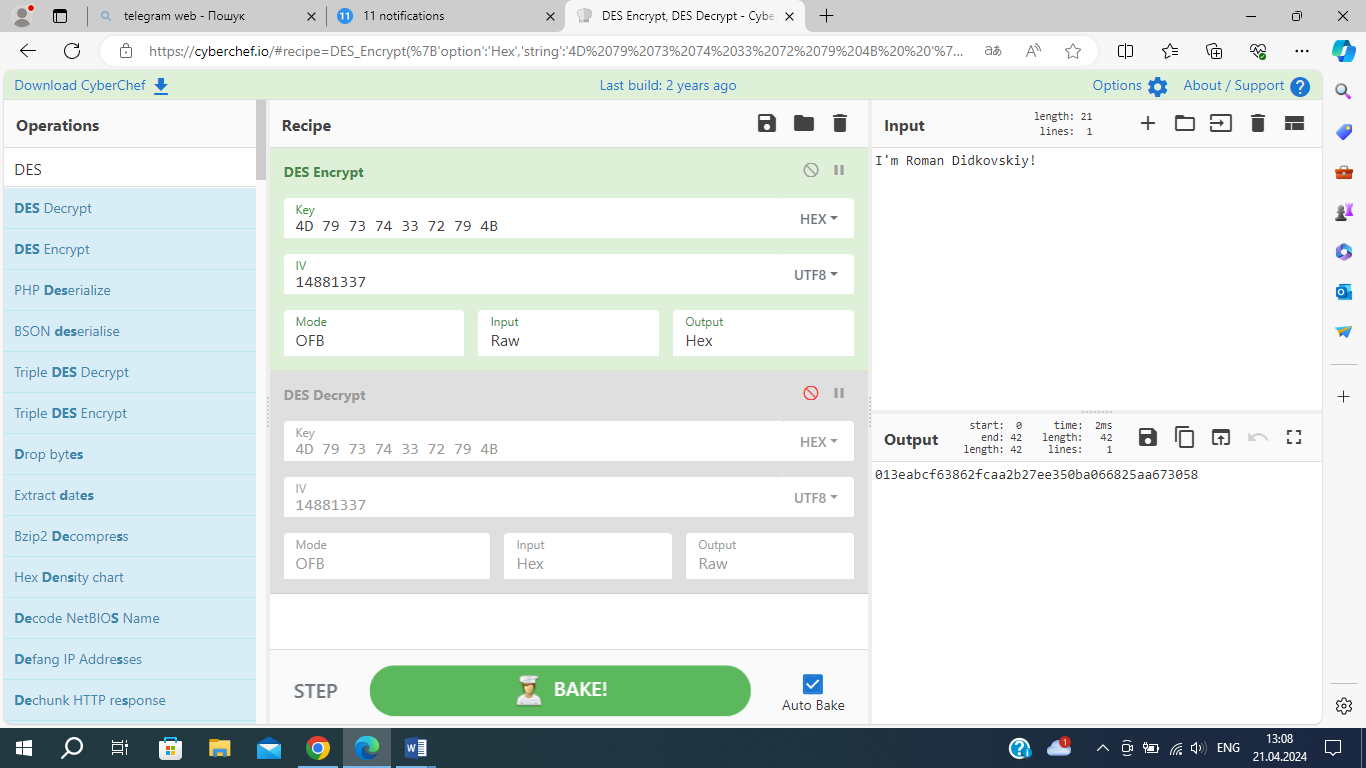 telegram web - Пошук
11 notifications
DES Encrypt, DES Decrypt - Cybe
https://cyberchef.io/#recipe=DES_Encrypt(%7B'option':'Hex','string':'4D%2079%2073%2074%2033%2072%2079%204B%20%20'%7...
Download CyberChef
Last build: 2 years ago
Options
About / Support
Operations
DES
DES Decrypt
DES Encrypt
PHP Deserialize
BSON deserialise
Triple DES Decrypt
Triple DES Encrypt
Drop bytes
Extract dates
Bzip2 Decompress
Hex Density chart
Decode NetBIOS Name
Defang IP Addresses
Dechunk HTTP response
Recipe
DES Encrypt
Key
4D 79 73 74 33 72 79 4B
HEX
IV
14881337
UTF8
Mode
OFB
Input
Raw
Output
Hex
DES Decrypt
Key
4D 79 73 74 33 72 79 4B
HEX
IV
14881337
UTF8
Mode
OFB
Input
Hex
Output
Raw
STEP
BAKE!
Auto Bake
Input
length: 21
lines: 1
I'm Roman Didkovskiy!
Output
start: 0
end: 42
length: 42
time: 2ms
length: 42
lines: 1
013eabcf63862fcaa2b27ee350ba066825aa673058
1
ENG
13:08
21.04.2024